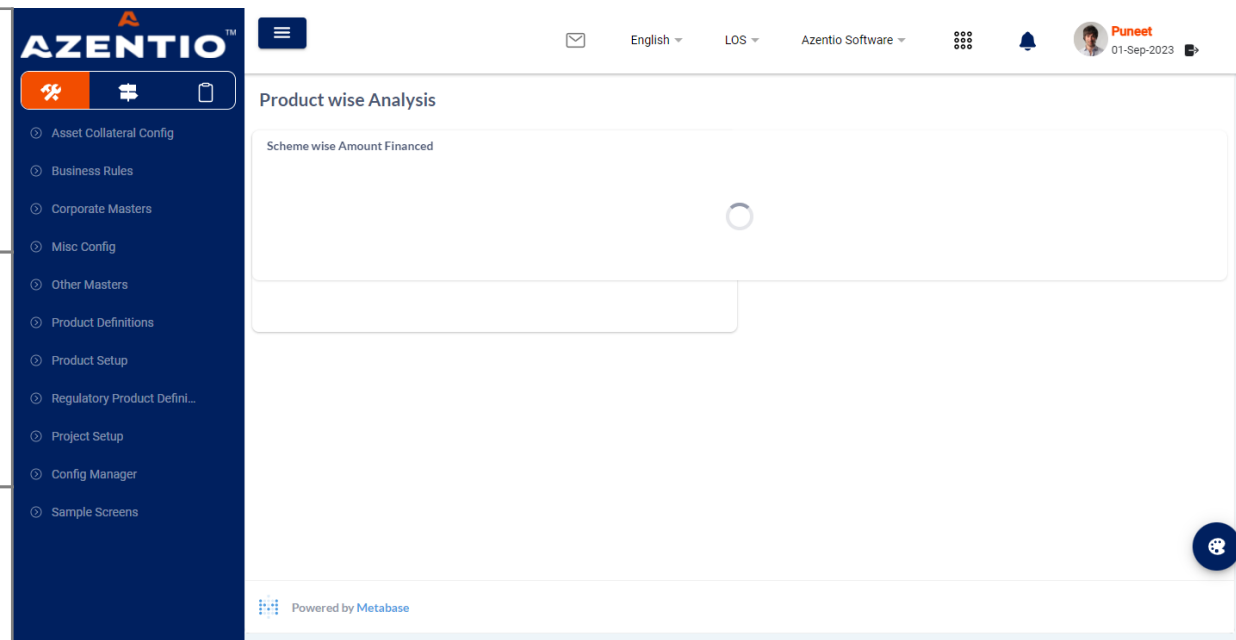 AZENTIO™
English
LOS
Azentio Software
Puneet
01-Sep-2023
Product wise Analysis
Scheme wise Amount Financed
Asset Collateral Config
Business Rules
Corporate Masters
Misc Config
Other Masters
Product Definitions
Product Setup
Regulatory Product Defini...
Project Setup
Config Manager
Sample Screens
Powered by Metabase